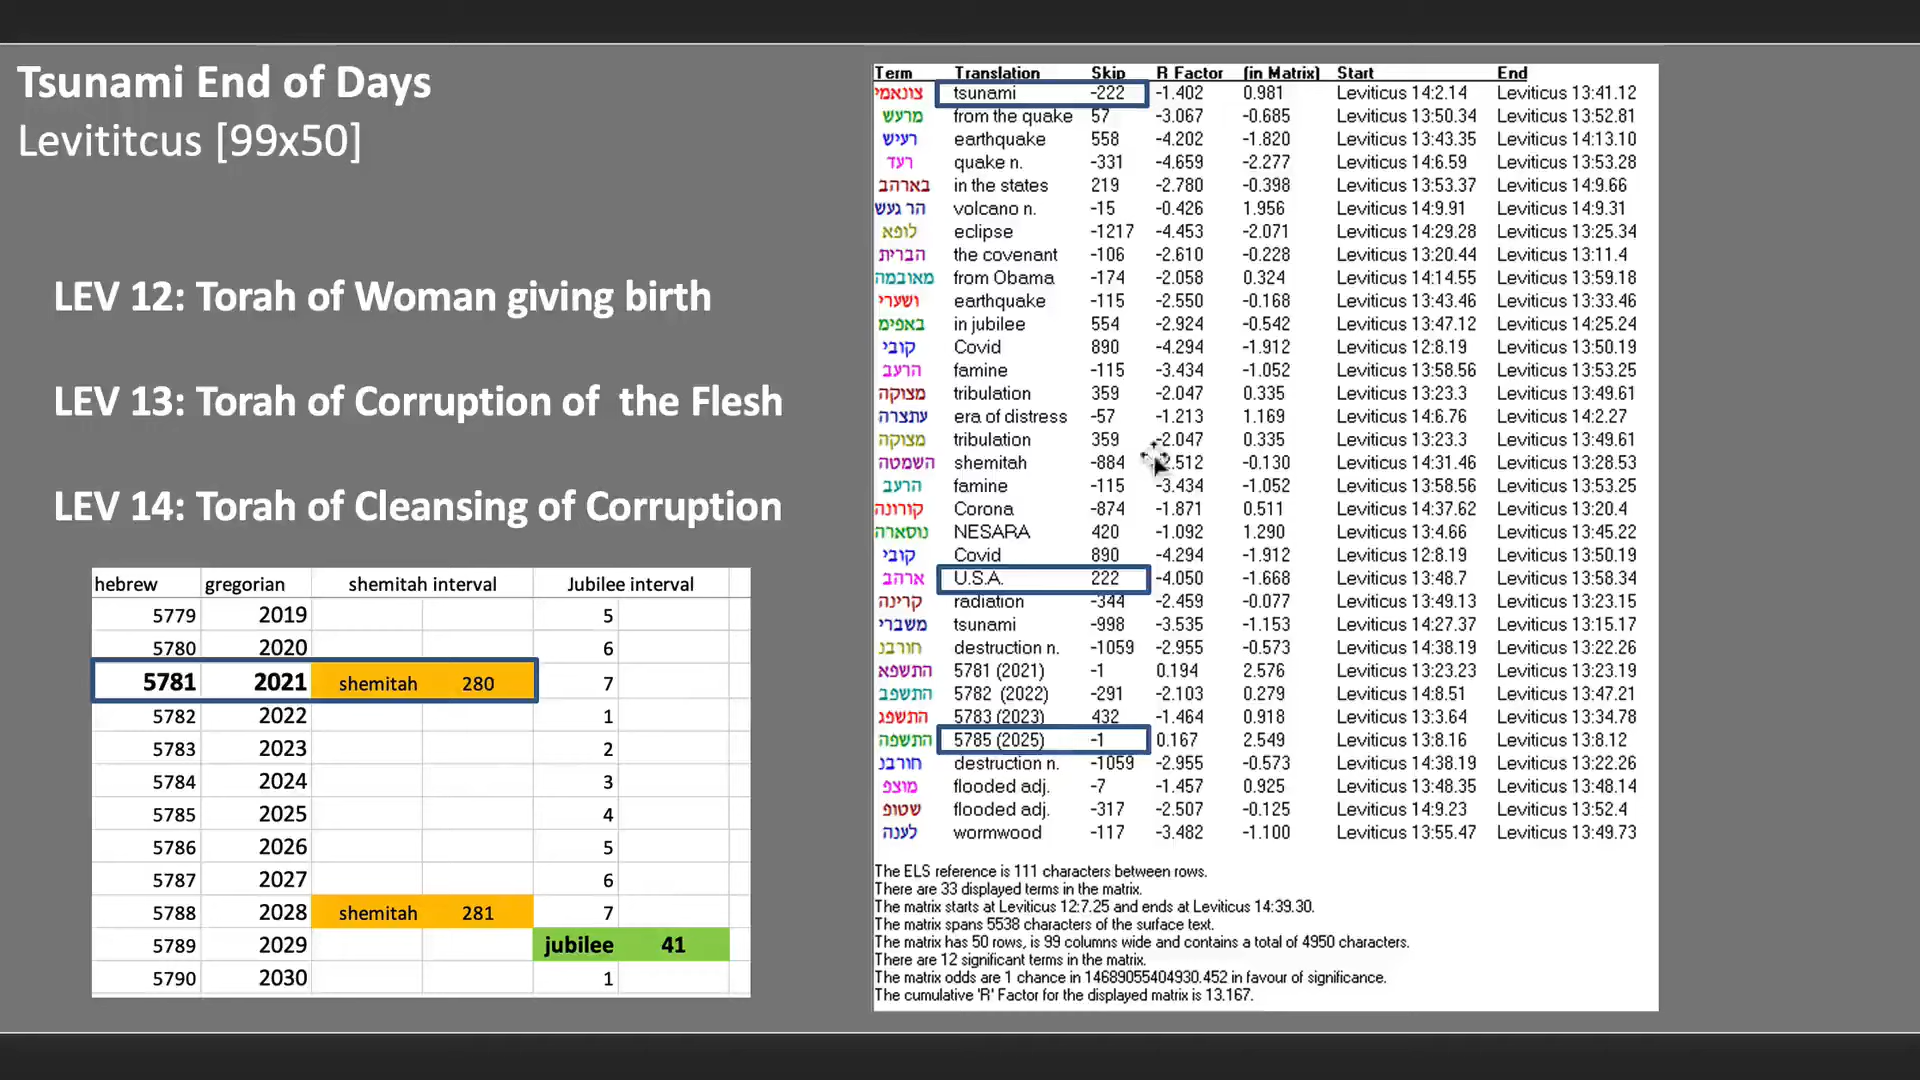 Tsunami End of Days
Levititcus [99x50]
LEV 12: Torah of Woman giving birth
LEV 13: Torah of Corruption of the Flesh
LEV 14: Torah of Cleansing of Corruption
hebrew gregorian shemitah interval Jubilee interval
5779 2019 5
5780 2020 6
5781 2021 shemitah 280 7
5782 2022 1
5783 2023 2
5784 2024 3
5785 2025 4
5786 2026 5
5787 2027 6
5788 2028 shemitah 281 7
5789 2029 jubilee 41
5790 2030 1
Term Translation Skip R Factor (in Matrix) Start End
צונאמי tsunami -222 -1.402 0.981 Leviticus 14:2.14 Leviticus 13:41.12
מרעש from the quake 57 -3.067 -0.685 Leviticus 13:50.34 Leviticus 13:52.81
רעיש earthquake 558 -4.202 -1.820 Leviticus 13:43.35 Leviticus 14:13.10
רעד quake n. -331 -4.659 -2.277 Leviticus 14:6.59 Leviticus 13:53.28
בארהב in the states 219 -2.780 -0.398 Leviticus 13:53.37 Leviticus 14:9.66
הר געש volcano n. -15 -0.426 1.956 Leviticus 14:9.91 Leviticus 14:9.31
לופא eclipse -1217 -4.453 -2.071 Leviticus 14:29.28 Leviticus 13:25.34
הברית the covenant -106 -2.610 -0.228 Leviticus 13:20.44 Leviticus 13:11.4
מאובמה from Obama -174 -2.058 0.324 Leviticus 14:14.55 Leviticus 13:59.18
ושערי earthquake -115 -2.550 -0.168 Leviticus 13:43.46 Leviticus 13:33.46
באפימ in jubilee 554 -2.924 -0.542 Leviticus 13:47.12 Leviticus 14:25.24
קובי Covid 890 -4.294 -1.912 Leviticus 12:8.19 Leviticus 13:50.19
הרעב famine -115 -3.434 -1.052 Leviticus 13:58.56 Leviticus 13:53.25
מצוקה tribulation 359 -2.047 0.335 Leviticus 13:23.3 Leviticus 13:49.61
עתצרה era of distress -57 -1.213 1.169 Leviticus 14:6.76 Leviticus 14:2.27
מצוקה tribulation 359 -2.047 0.335 Leviticus 13:23.3 Leviticus 13:49.61
השמטה shemitah -884 2.512 -0.130 Leviticus 14:31.46 Leviticus 13:28.53
הרעב famine -115 -3.434 -1.052 Leviticus 13:58.56 Leviticus 13:53.25
קורונה Corona -874 -1.871 0.511 Leviticus 14:37.62 Leviticus 13:20.4
נוסארה NESARA 420 -1.092 1.290 Leviticus 13:4.66 Leviticus 13:45.22
קובי Covid 890 -4.294 -1.912 Leviticus 12:8.19 Leviticus 13:50.19
ארהב U.S.A. 222 -4.050 -1.668 Leviticus 13:48.7 Leviticus 13:58.34
קרינה radiation -344 -2.459 -0.077 Leviticus 13:49.13 Leviticus 13:23.15
משברי tsunami -998 -3.535 -1.153 Leviticus 14:27.37 Leviticus 13:15.17
חורבנ destruction n. -1059 -2.955 -0.573 Leviticus 14:38.19 Leviticus 13:22.26
התשפא 5781 (2021) -1 0.194 2.576 Leviticus 13:23.23 Leviticus 13:23.19
התשפב 5782 (2022) -291 -2.103 0.279 Leviticus 14:8.51 Leviticus 13:47.21
התשפג 5783 (2023) 432 -1.464 0.918 Leviticus 13:3.64 Leviticus 13:34.78
התשפה 5785 (2025) -1 0.167 2.549 Leviticus 13:8.16 Leviticus 13:8.12
חורבנ destruction n. -1059 -2.955 -0.573 Leviticus 14:38.19 Leviticus 13:22.26
מוצפ flooded adj. -7 -1.457 0.925 Leviticus 13:48.35 Leviticus 13:48.14
שטופ flooded adj. -317 -2.507 -0.125 Leviticus 14:9.23 Leviticus 13:52.4
לענה wormwood -117 -3.482 -1.100 Leviticus 13:55.47 Leviticus 13:49.73
The ELS reference is 111 characters between rows.
There are 33 displayed terms in the matrix.
The matrix starts at Leviticus 12:7.25 and ends at Leviticus 14:39.30.
The matrix spans 5538 characters of the surface text.
The matrix has 50 rows, is 99 columns wide and contains a total of 4950 characters.
There are 12 significant terms in the matrix.
The matrix odds are 1 chance in 14689055404930.452 in favour of significance.
The cumulative 'R' Factor for the displayed matrix is 13.167.